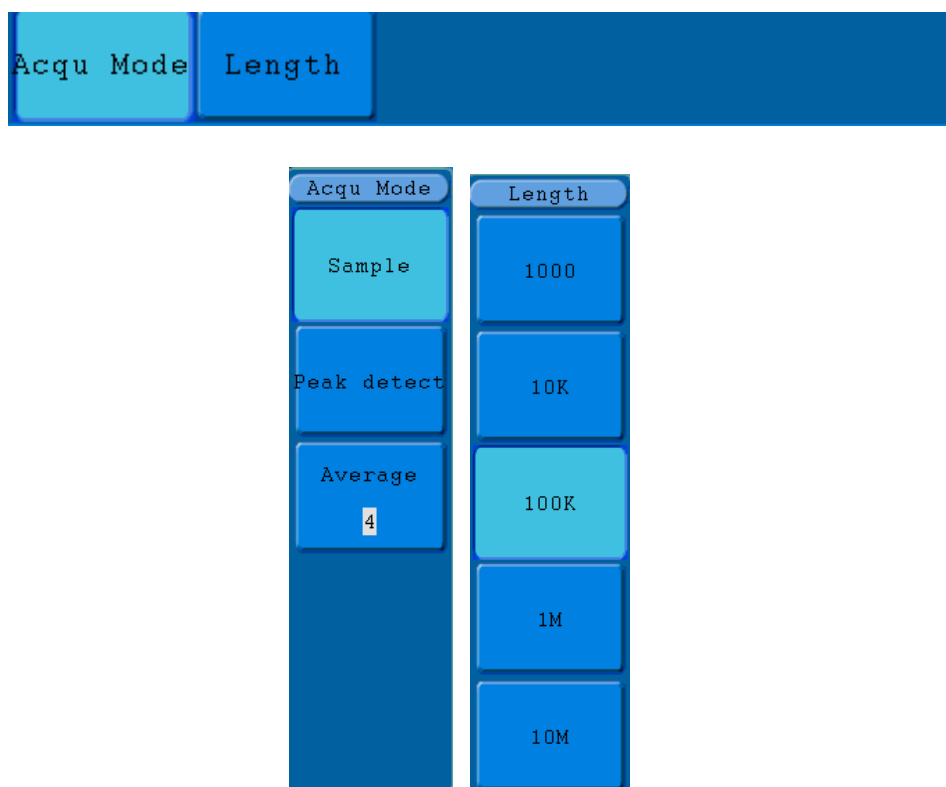 Acqu Mode
Length
Acqu Mode
Sample
Peak detect
Average
4
Length
1000
10K
100K
1M
10M